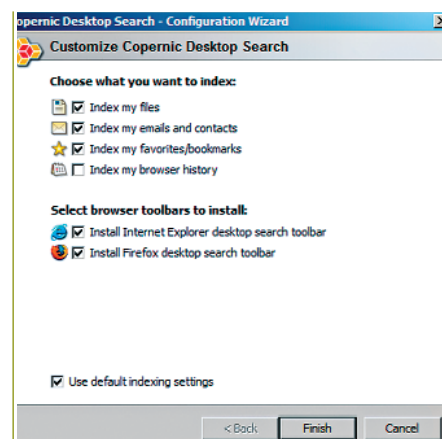 opernic Desktop Search - Configuration Wizard
Customize Copernic Desktop Search
Choose what you want to index:
Index my files
Index my emails and contacts
Index my favorites/bookmarks
Index my browser history
Select browser toolbars to install:
Install Internet Explorer desktop search toolbar
Install Firefox desktop search toolbar
Use default indexing settings
< Back Finish Cancel